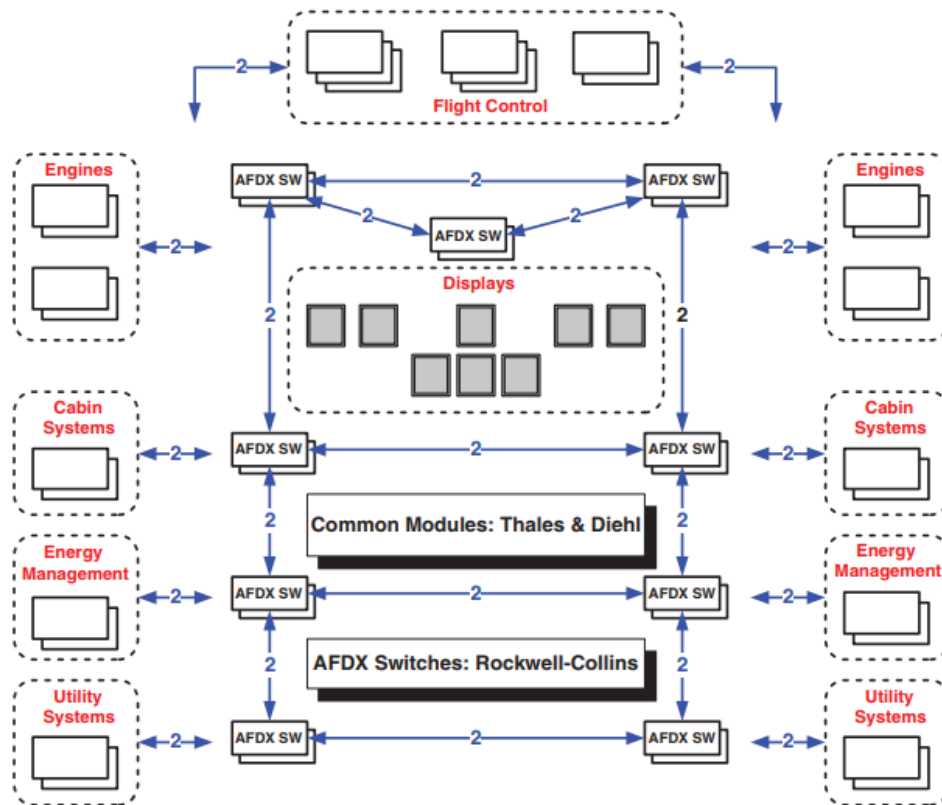 2
2
Flight Control
Engines
AFDX SW
2
AFDX SW
Engines
2
2
AFDX SW
2
2
Displays
2
2
Cabin
Systems
Cabin
Systems
2
AFDX SW
2
AFDX SW
2
Common Modules: Thales & Diehl
2
2
Energy
Management
Energy
Management
2
AFDX SW
2
AFDX SW
2
AFDX Switches: Rockwell-Collins
2
2
Utility
Systems
Utility
Systems
2
AFDX SW
2
AFDX SW
2